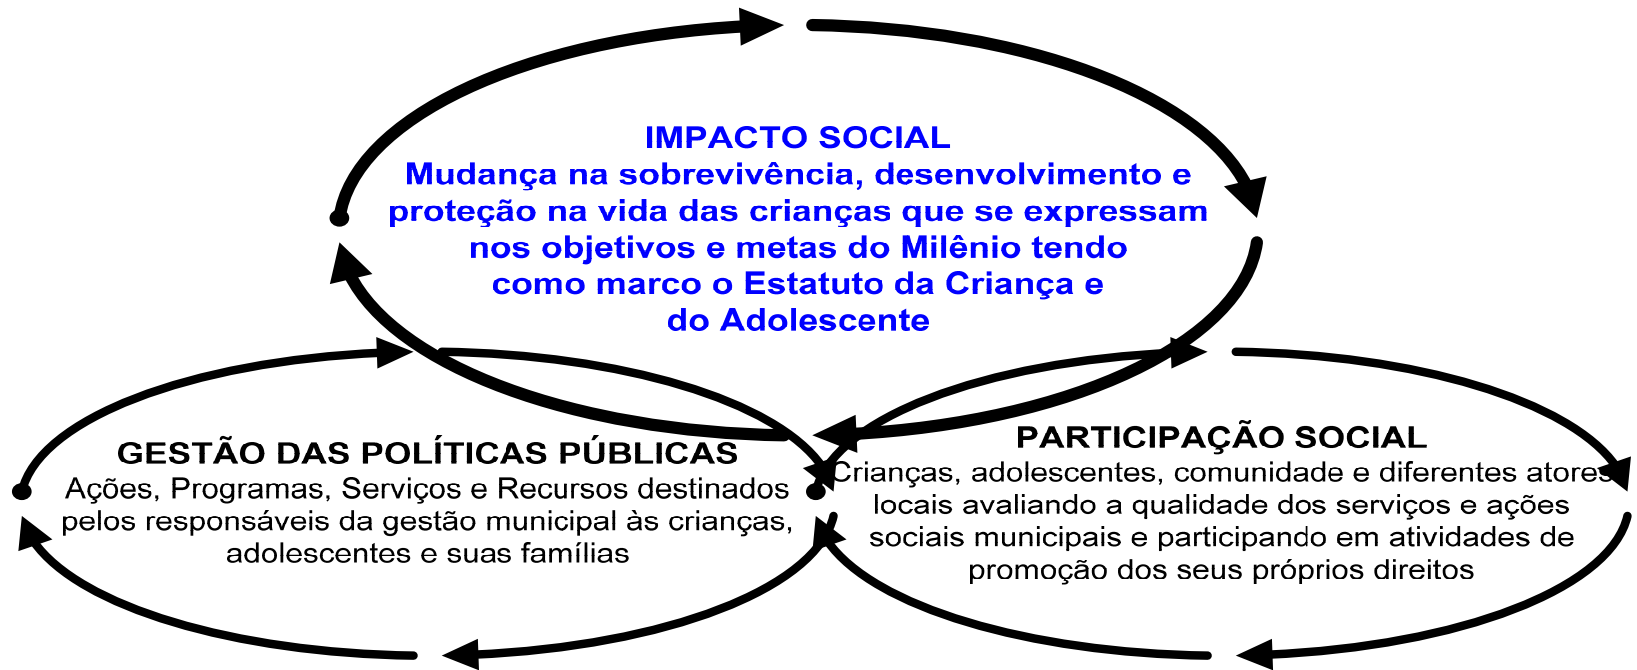 IMPACTO SOCIAL
Mudança na sobrevivência, desenvolvimento e
proteção na vida das crianças que se expressam
nos objetivos e metas do Milênio tendo
como marco o Estatuto da Criança e
do Adolescente
GESTÃO DAS POLÍTICAS PÚBLICAS
Ações, Programas, Serviços e Recursos destinados
pelos responsáveis da gestão municipal às crianças,
adolescentes e suas famílias
PARTICIPAÇÃO SOCIAL
Crianças, adolescentes, comunidade e diferentes atores
locais avaliando a qualidade dos serviços e ações
sociais municipais e participando em atividades de
promoção dos seus próprios direitos